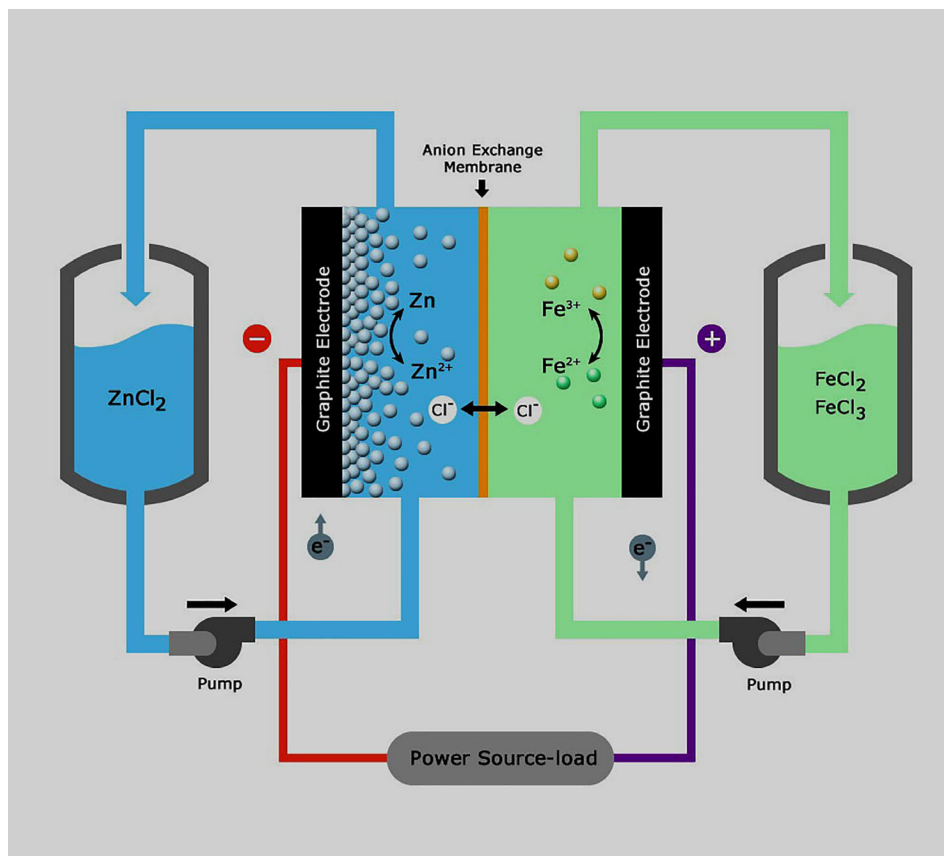 Anion Exchange
Membrane
Graphite Electrode
Zn
Zn²⁺
Cl⁻
Cl⁻
Fe³⁺
Fe²⁺
Graphite Electrode
−
+
ZnCl₂
FeCl₂
FeCl₃
e⁻
e⁻
Pump
Pump
Power Source-load